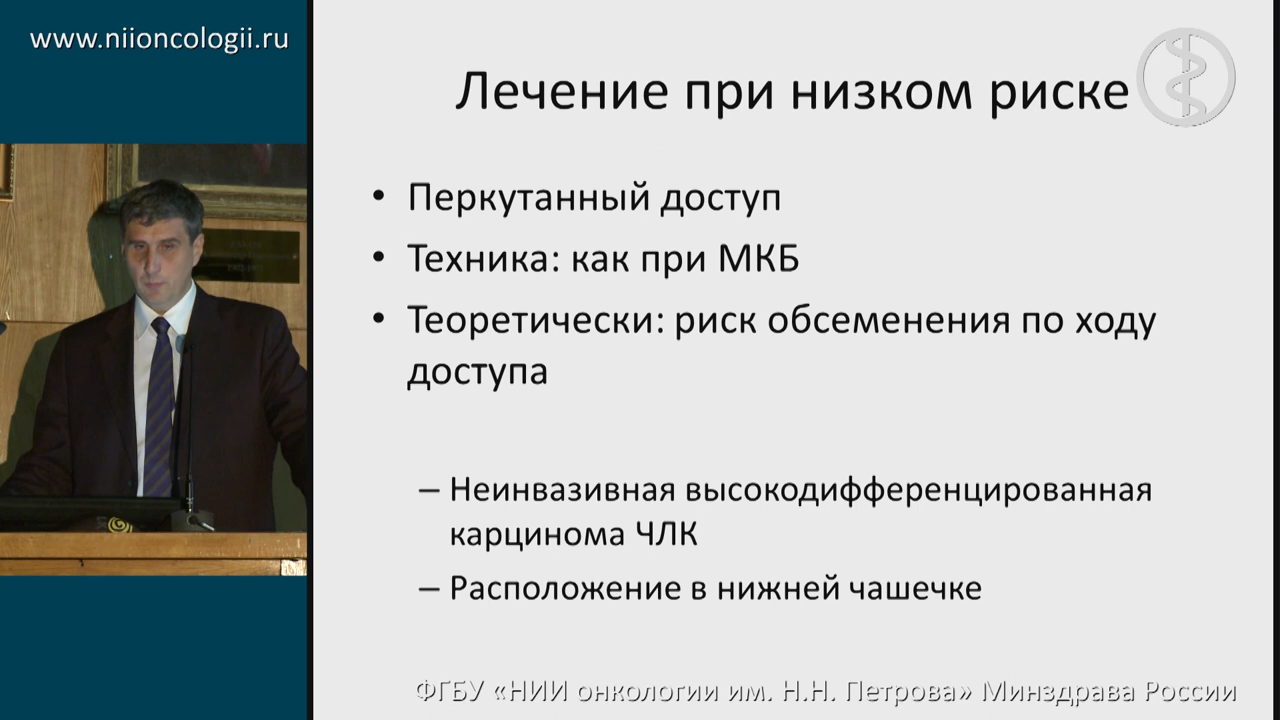 www.niioncologii.ru
Лечение при низком риске
• Перкутанный доступ
• Техника: как при МКБ
• Теоретически: риск обсеменения по ходу
доступа
– Неинвазивная высокодифференцированная
карцинома ЧЛК
– Расположение в нижней чашечке
ФГБУ «НИИ онкологии им. Н.Н. Петрова» Минздрава России